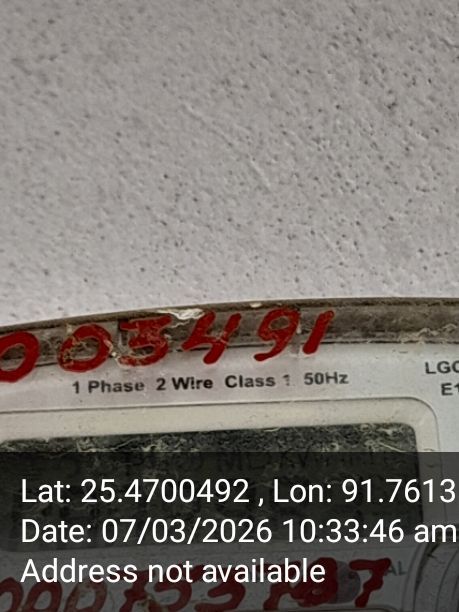 003491
1 Phase 2 Wire Class 1 50Hz
LGC
E1
Lat: 25.4700492 , Lon: 91.7613
Date: 07/03/2026 10:33:46 am
Address not available